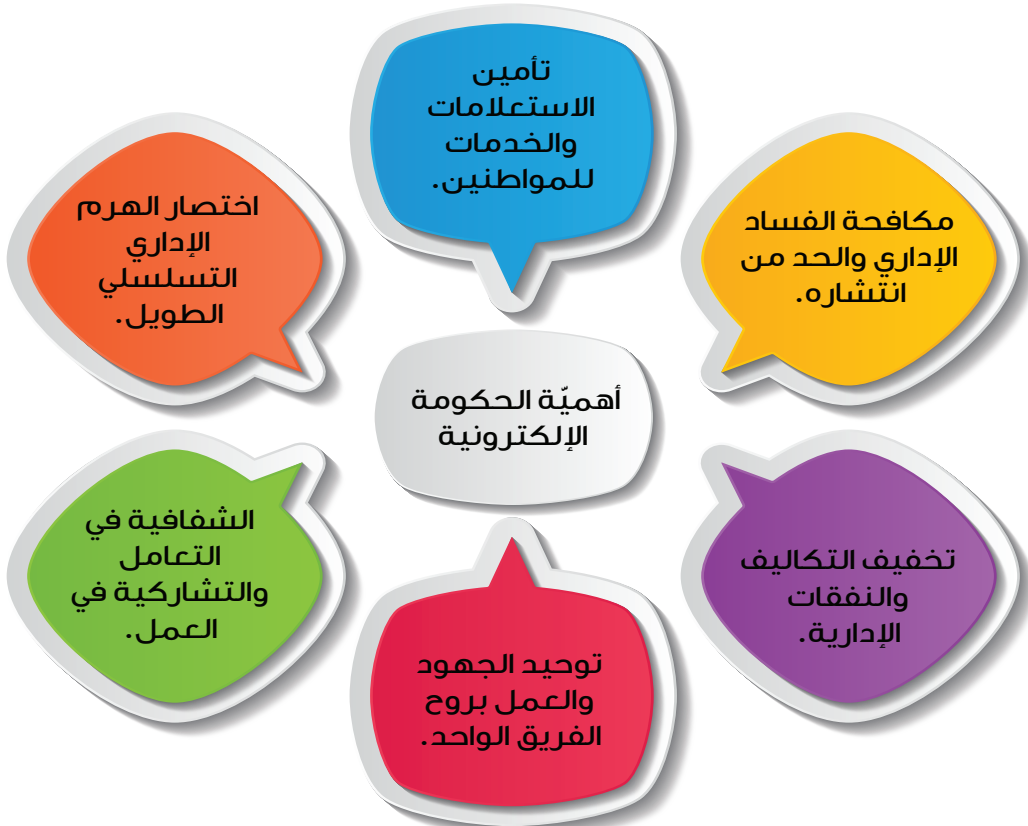 تأمين
الاستعلامات
والخدمات
للمواطنين.
مكافحة الفساد
الإداري والحد من
انتشاره.
اختصار الهرم
الإداري
التسلسلي
الطويل.
أهميّة الحكومة
الإلكترونية
تخفيف التكاليف
والنفقات
الإدارية.
الشفافية في
التعامل
والتشاركية في
العمل.
توحيد الجهود
والعمل بروح
الفريق الواحد.